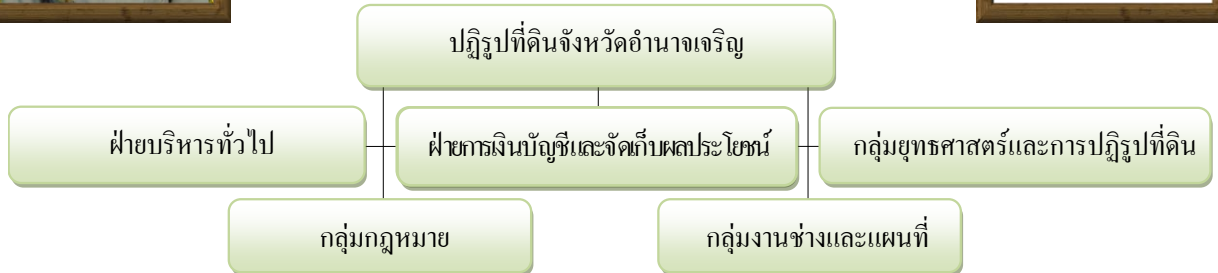 ปฏิรูปที่ดินจังหวัดอำนาจเจริญ
ฝ่ายบริหารทั่วไป
ฝ่ายการเงินบัญชีและจัดเก็บผลประโยชน์
กลุ่มยุทธศาสตร์และการปฏิรูปที่ดิน
กลุ่มกฎหมาย
กลุ่มงานช่างและแผนที่